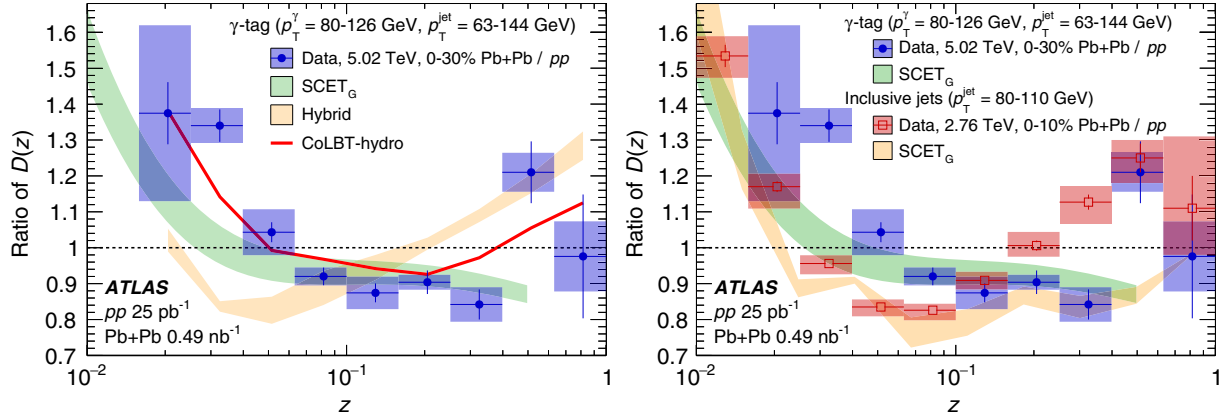 γ-tag (p_T^γ = 80-126 GeV, p_T^jet = 63-144 GeV)
Data, 5.02 TeV, 0-30% Pb+Pb / pp
SCET_G
Hybrid
CoLBT-hydro
ATLAS
pp 25 pb^-1
Pb+Pb 0.49 nb^-1
Ratio of D(z)
1.6
1.5
1.4
1.3
1.2
1.1
1
0.9
0.8
0.7
10^-2
10^-1
1
z
γ-tag (p_T^γ = 80-126 GeV, p_T^jet = 63-144 GeV)
Data, 5.02 TeV, 0-30% Pb+Pb / pp
SCET_G
Inclusive jets (p_T^jet = 80-110 GeV)
Data, 2.76 TeV, 0-10% Pb+Pb / pp
SCET_G
ATLAS
pp 25 pb^-1
Pb+Pb 0.49 nb^-1
Ratio of D(z)
1.6
1.5
1.4
1.3
1.2
1.1
1
0.9
0.8
0.7
10^-2
10^-1
1
z